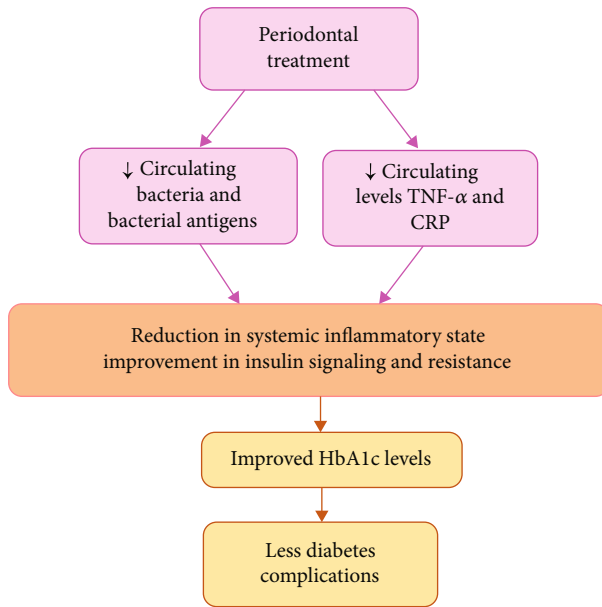 Periodontal
treatment
↓ Circulating
bacteria and
bacterial antigens
↓ Circulating
levels TNF-α and
CRP
Reduction in systemic inflammatory state
improvement in insulin signaling and resistance
Improved HbA1c levels
Less diabetes
complications